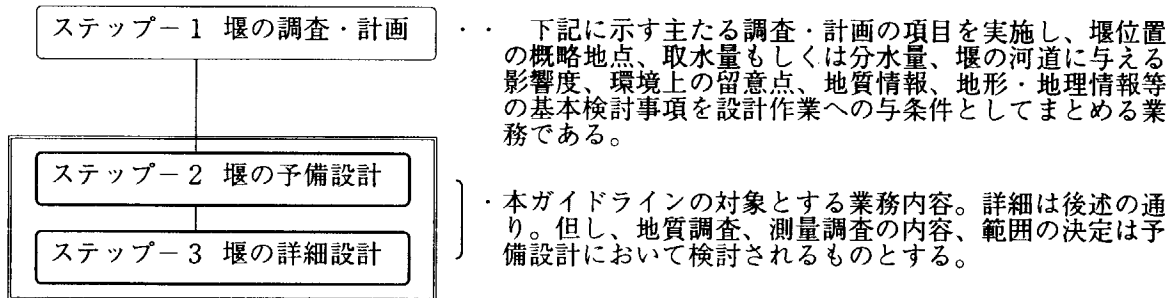 ステップ－1 堰の調査・計画
・・ 下記に示す主たる調査・計画の項目を実施し、堰位置
の概略地点、取水量もしくは分水量、堰の河道に与える
影響度、環境上の留意点、地質情報、地形・地理情報等
の基本検討事項を設計作業への与条件としてまとめる業
務である。
ステップ－2 堰の予備設計
ステップ－3 堰の詳細設計
・本ガイドラインの対象とする業務内容。詳細は後述の通
り。但し、地質調査、測量調査の内容、範囲の決定は予
備設計において検討されるものとする。